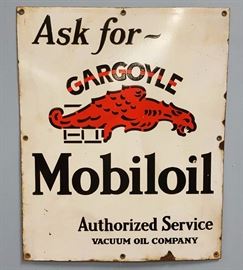 Ask for~
GARGOYLE
Mobiloil
Authorized Service
VACUUM OIL COMPANY